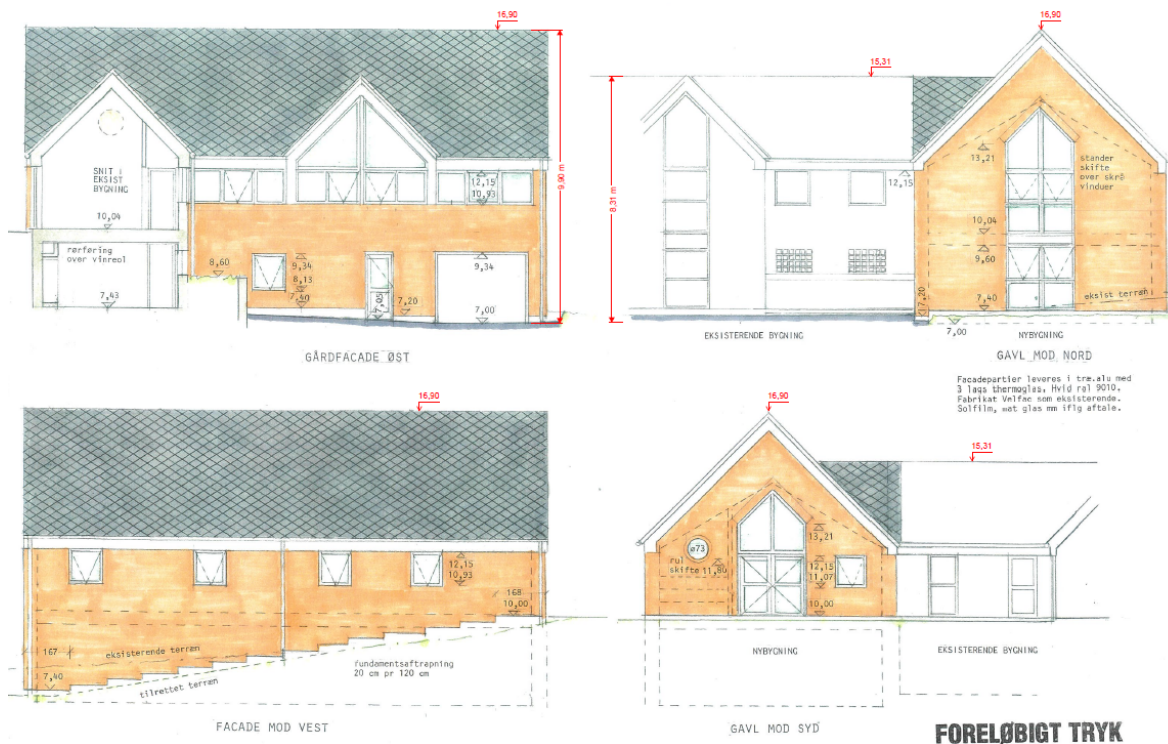 16,90
9,90 m
SNIT i
EKSIST
BYGNING
10,04
rørføring
over vinreol
7,43
8,60
9,34
8,13
7,40
7,05
7,20
12,15
10,93
9,34
7,00
GÅRDFACADE ØST
16,90
15,31
8,31 m
12,15
13,21
stander
skifte
over skrå
vinduer
10,04
9,60
7,40
7,20
eksist terræn
7,00
EKSISTERENDE BYGNING
NYBYGNING
GAVL MOD NORD
Facadepartier leveres i træ.alu med
3 lags thermoglas, Hvid ral 9010.
Fabrikat Velfac som eksisterende.
Solfilm, mat glas mm iflg aftale.
16,90
12,15
10,93
168
10,00
167
7,40
eksisterende terræn
tilrettet terræn
fundamentsaftrapning
20 cm pr 120 cm
FACADE MOD VEST
16,90
15,31
ø73
rul
skifte 11,80
13,21
12,15
11,07
10,00
NYBYGNING
EKSISTERENDE BYGNING
GAVL MOD SYD
FORELØBIGT TRYK